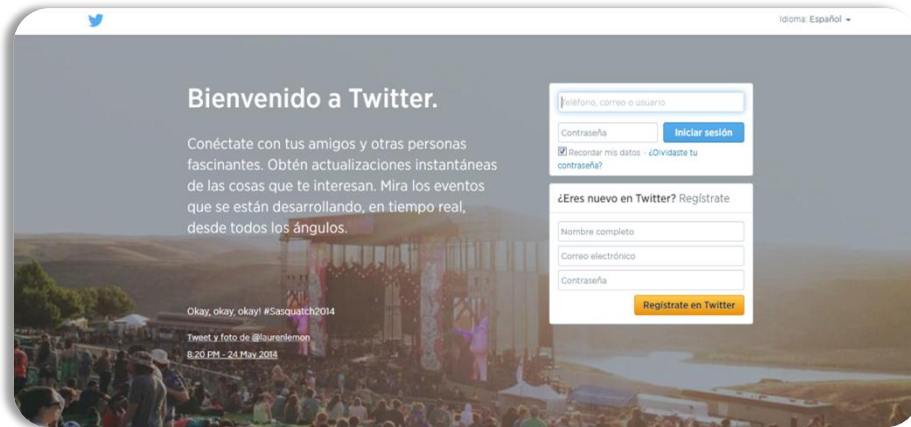 Idioma: Español
Bienvenido a Twitter.
Conéctate con tus amigos y otras personas
fascinantes. Obtén actualizaciones instantáneas
de las cosas que te interesan. Mira los eventos
que se están desarrollando, en tiempo real,
desde todos los ángulos.
Okay, okay, okay! #Sasquatch2014
Tweet y foto de @laurenlemon
8:20 PM - 24 May 2014
Teléfono, correo o usuario
Contraseña Iniciar sesión
Recordar mis datos · ¿Olvidaste tu
contraseña?
¿Eres nuevo en Twitter? Regístrate
Nombre completo
Correo electrónico
Contraseña
Regístrate en Twitter